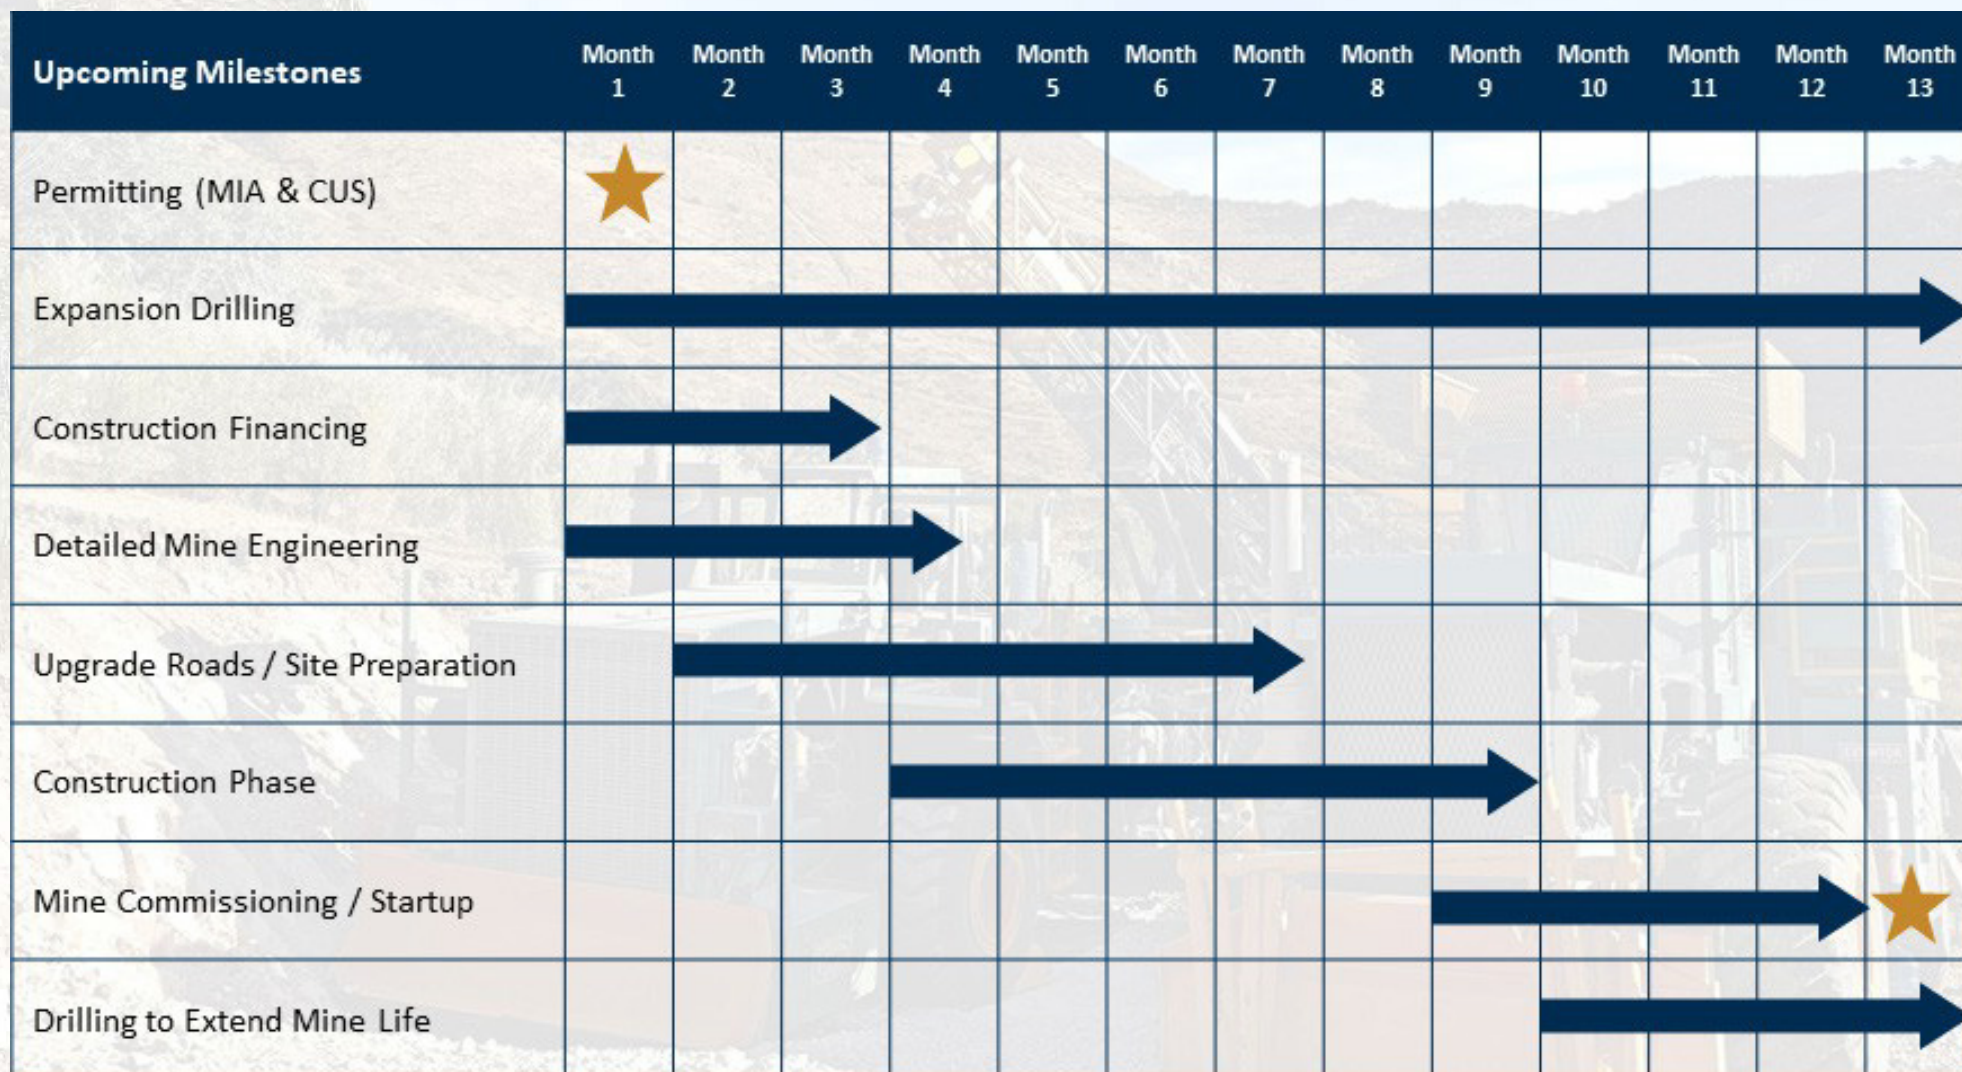 Upcoming Milestones
Month 1
Month 2
Month 3
Month 4
Month 5
Month 6
Month 7
Month 8
Month 9
Month 10
Month 11
Month 12
Month 13
Permitting (MIA & CUS)
Expansion Drilling
Construction Financing
Detailed Mine Engineering
Upgrade Roads / Site Preparation
Construction Phase
Mine Commissioning / Startup
Drilling to Extend Mine Life